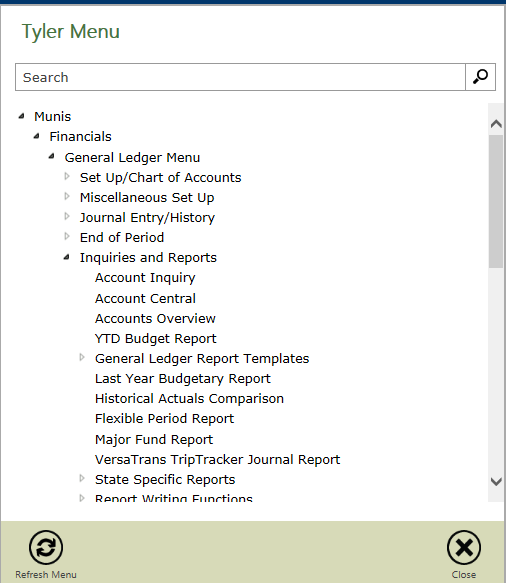 Tyler Menu
Search
Munis
Financials
General Ledger Menu
Set Up/Chart of Accounts
Miscellaneous Set Up
Journal Entry/History
End of Period
Inquiries and Reports
Account Inquiry
Account Central
Accounts Overview
YTD Budget Report
General Ledger Report Templates
Last Year Budgetary Report
Historical Actuals Comparison
Flexible Period Report
Major Fund Report
VersaTrans TripTracker Journal Report
State Specific Reports
Report Writing Functions
Refresh Menu
Close